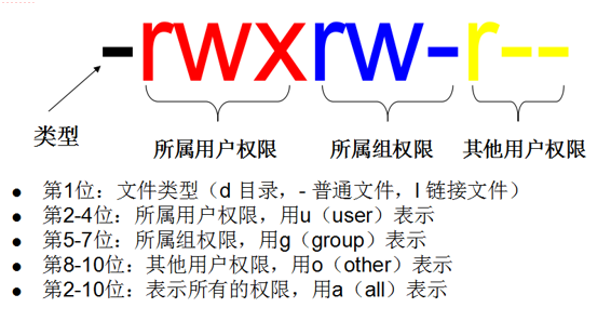 -rwxrw-r--
类型
所属用户权限 所属组权限 其他用户权限
● 第1位：文件类型（d 目录，- 普通文件，l 链接文件）
● 第2-4位：所属用户权限，用u（user）表示
● 第5-7位：所属组权限，用g（group）表示
● 第8-10位：其他用户权限，用o（other）表示
● 第2-10位：表示所有的权限，用a（all）表示